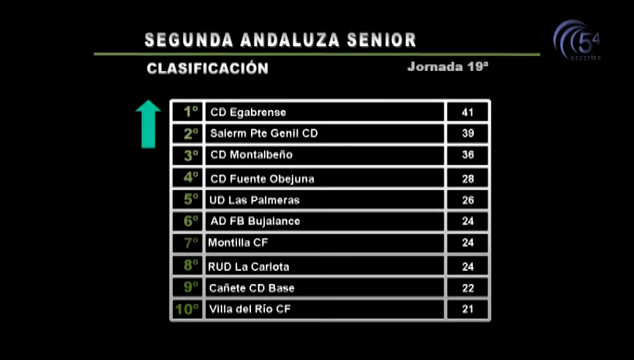 SEGUNDA ANDALUZA SENIOR
54
CLASIFICACIÓN
Jornada 19ª
1º CD Egabrense 41
2º Salerm Pte Genil CD 39
3º CD Montalbeño 36
4º CD Fuente Obejuna 28
5º UD Las Palmeras 26
6º AD FB Bujalance 24
7º Montilla CF 24
8º RUD La Carlota 24
9º Cañete CD Base 22
10º Villa del Río CF 21